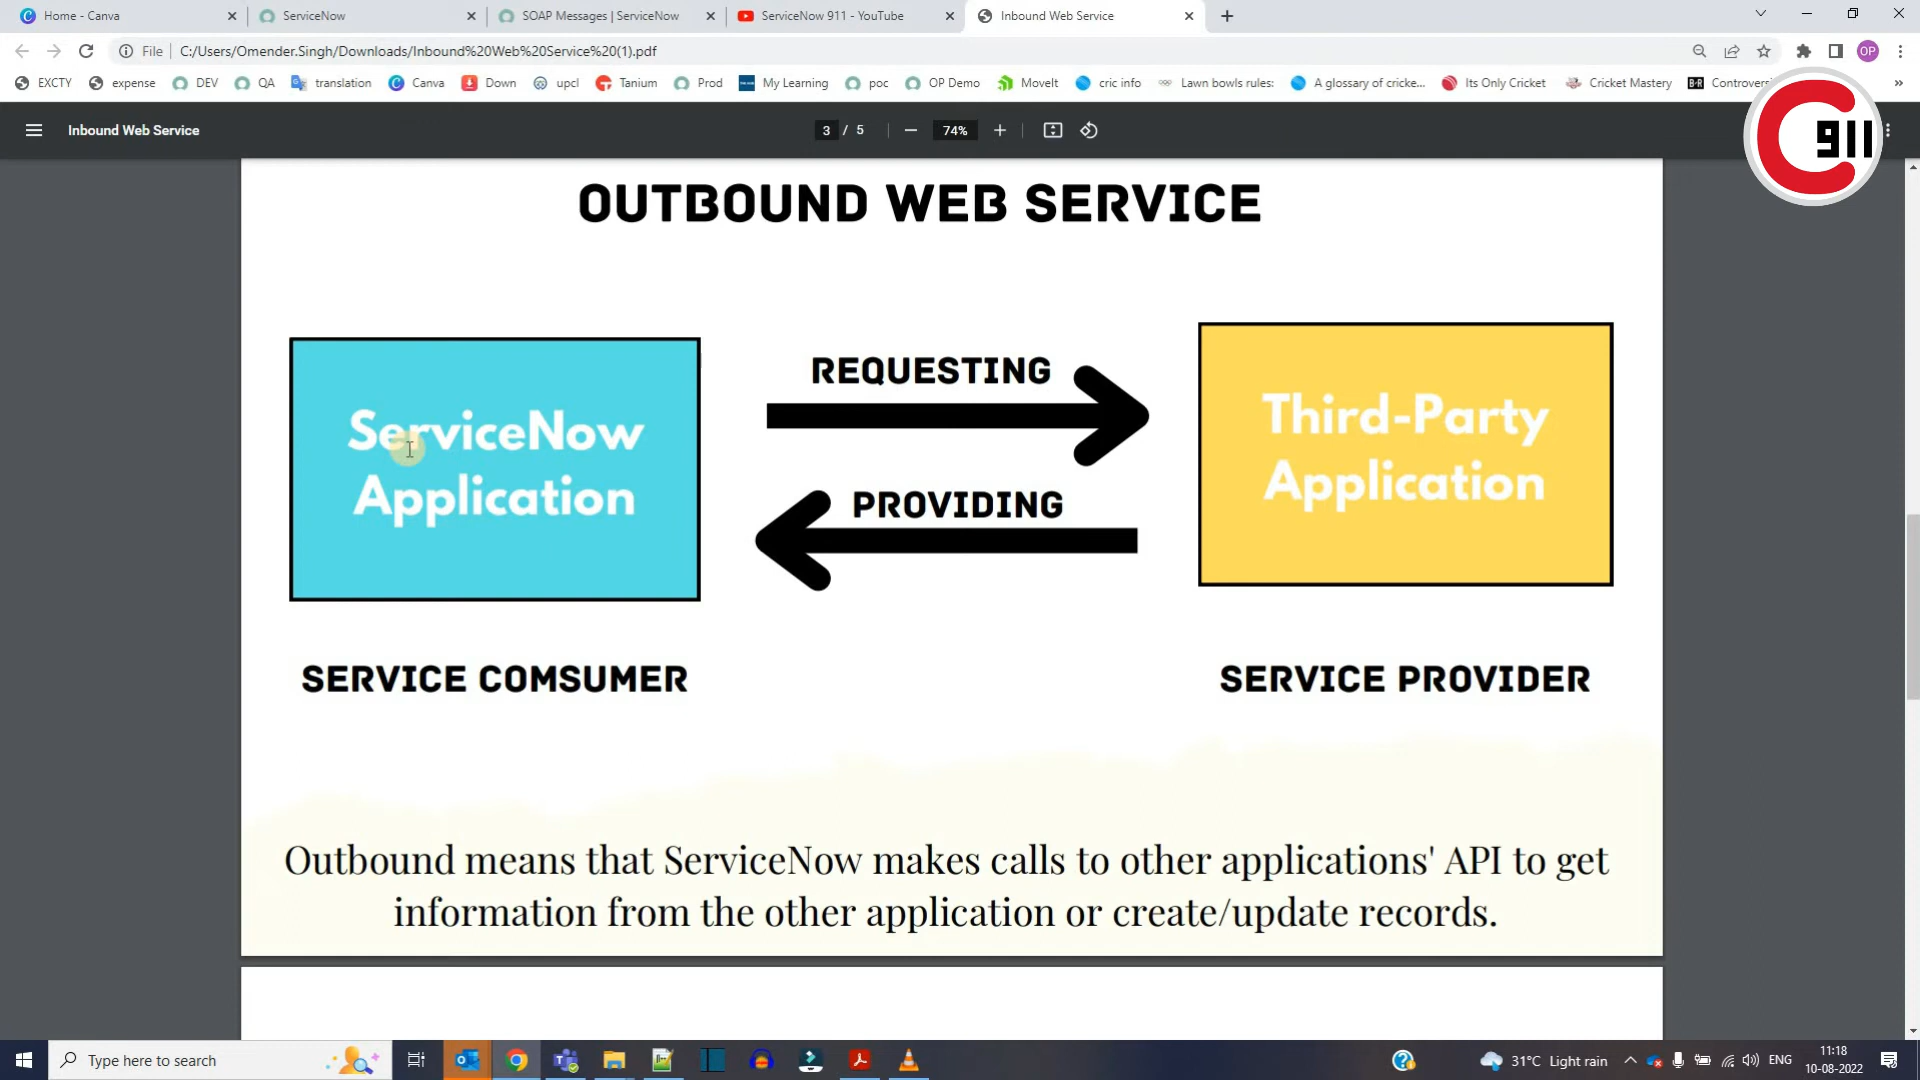 Home - Canva
ServiceNow
SOAP Messages | ServiceNow
ServiceNow 911 - YouTube
Inbound Web Service
File
C:/Users/Omender.Singh/Downloads/Inbound%20Web%20Service%20(1).pdf
OP
EXCTY
expense
DEV
QA
translation
Canva
Down
upcl
Tanium
Prod
My Learning
poc
OP Demo
MoveIt
cric info
Lawn bowls rules:
A glossary of cricke...
Its Only Cricket
Cricket Mastery
B-R
Inbound Web Service
3 / 5
74%
C 911
OUTBOUND WEB SERVICE
REQUESTING
ServiceNow
Application
Third-Party
Application
PROVIDING
SERVICE COMSUMER
SERVICE PROVIDER
Outbound means that ServiceNow makes calls to other applications' API to get
information from the other application or create/update records.
Type here to search
31°C Light rain
ENG
11:18
10-08-2022